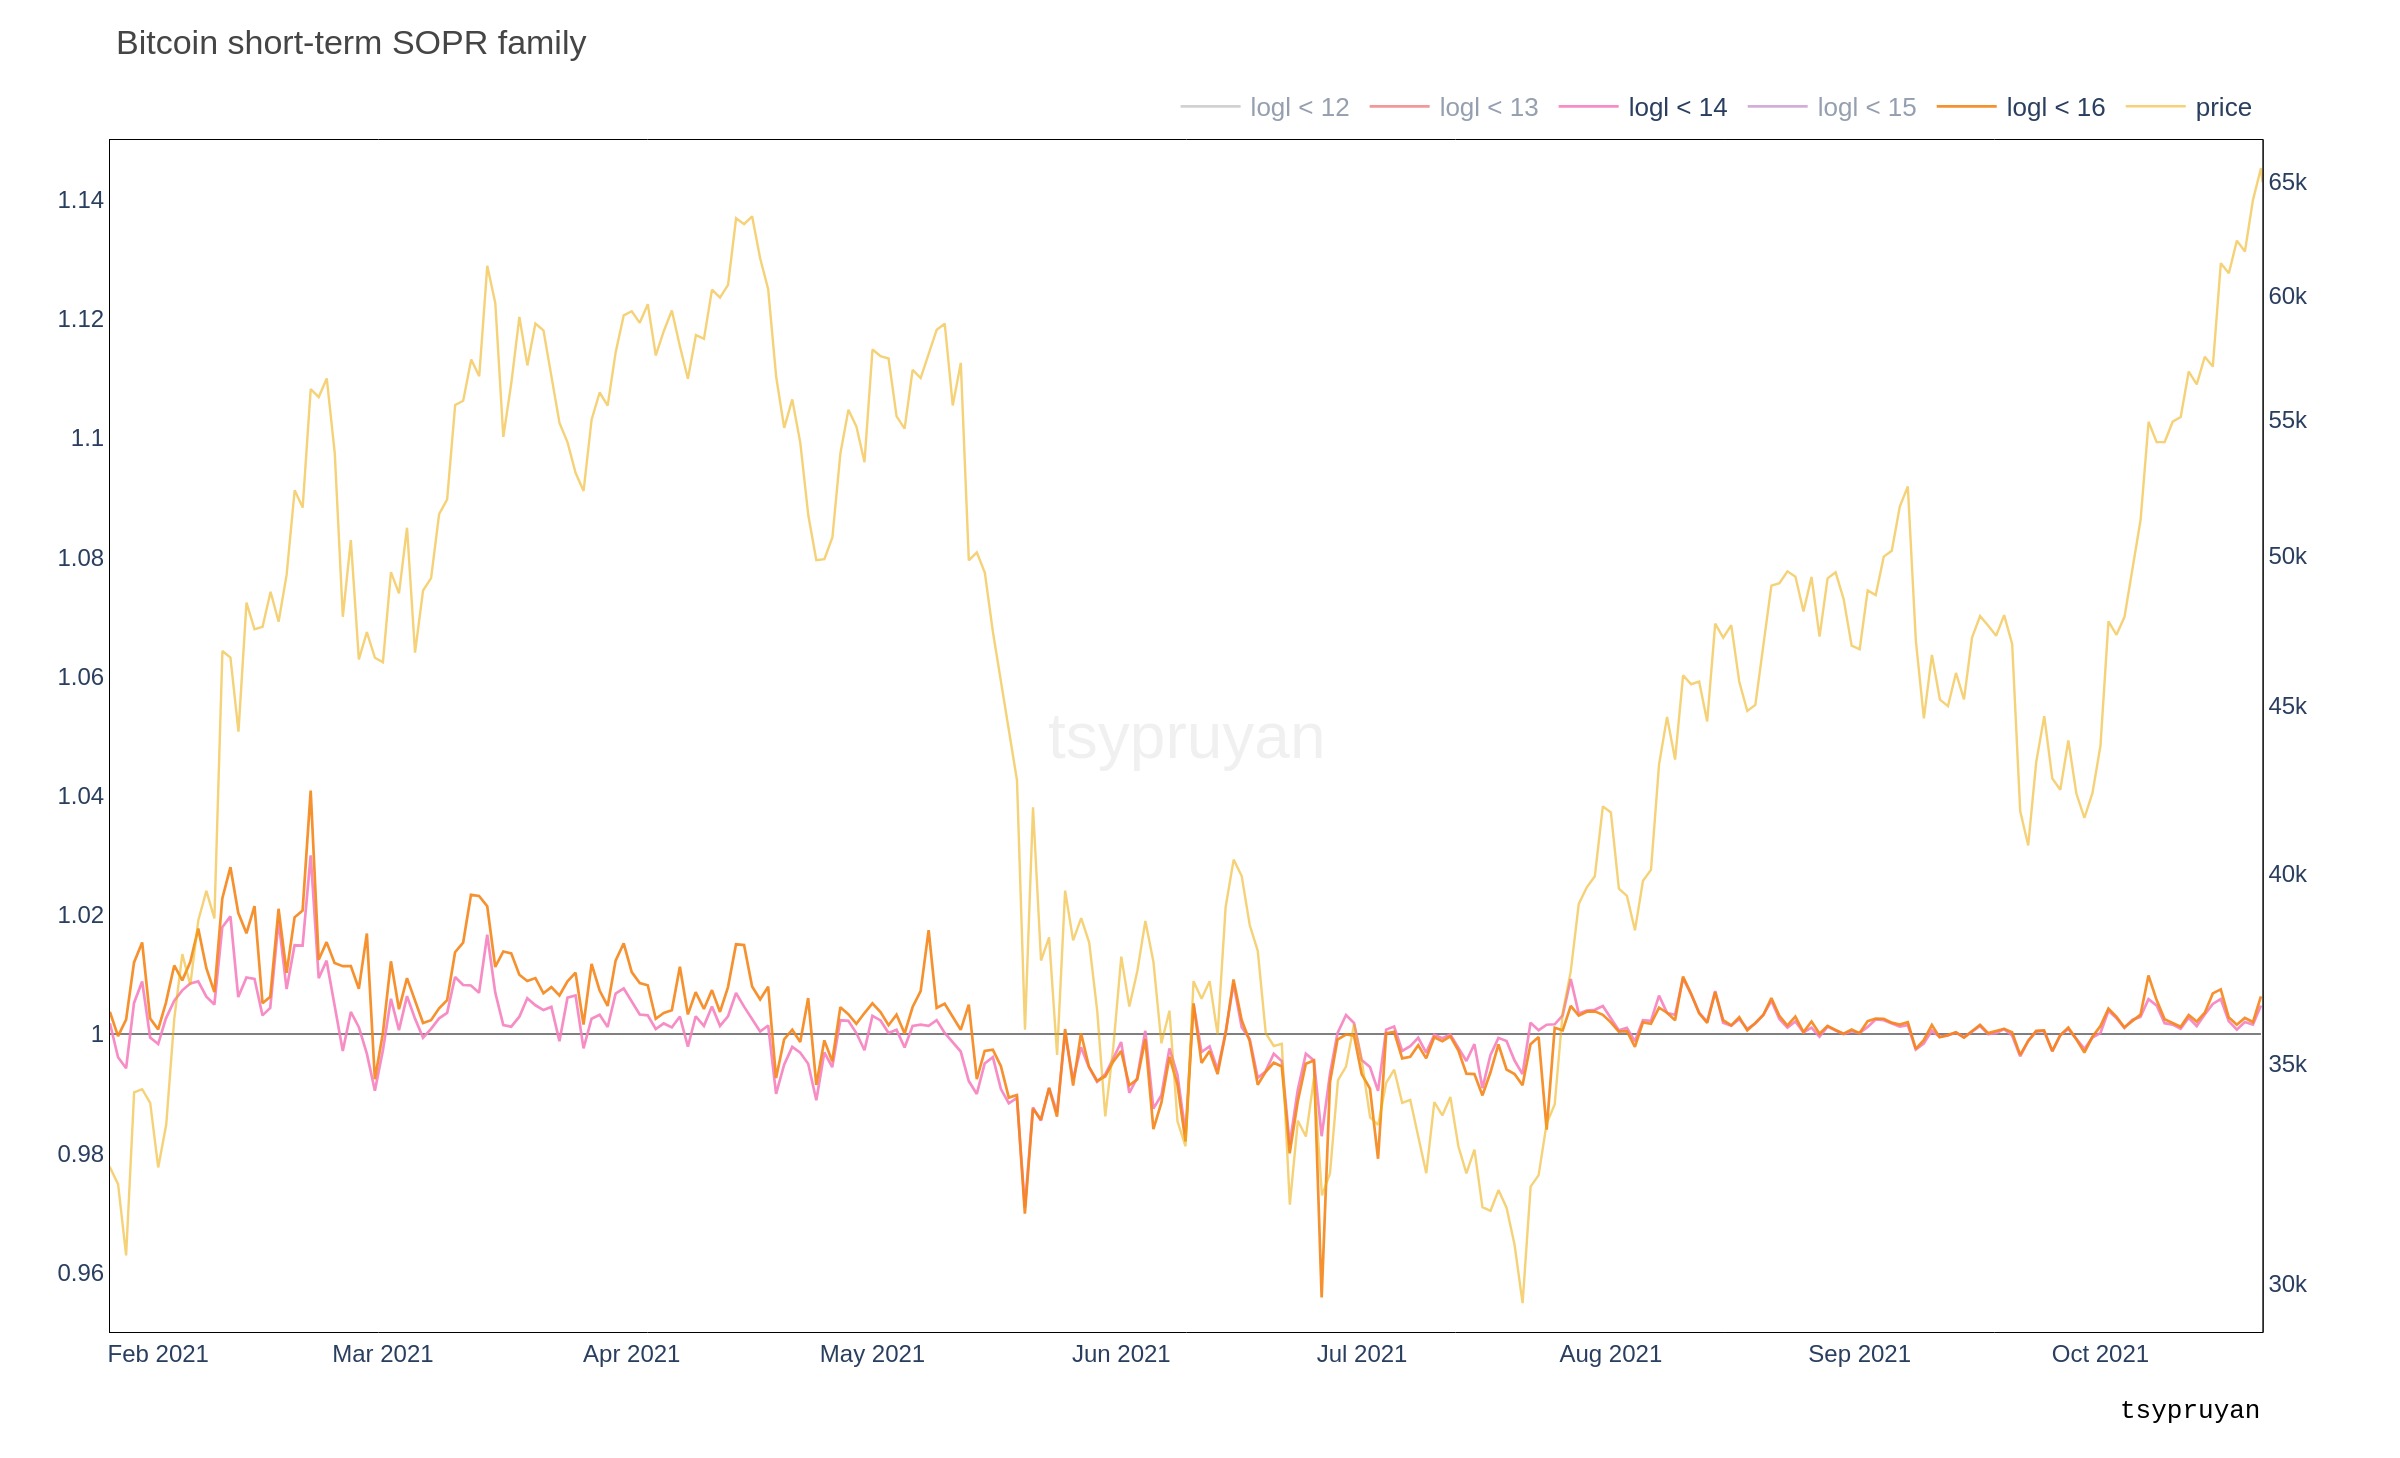 Bitcoin short-term SOPR family
logl < 12 logl < 13 logl < 14 logl < 15 logl < 16 price
1.14 65k
1.12 60k
1.1 55k
1.08 50k
1.06 45k
tsypruyan
1.04
1.02 40k
1 35k
0.98
0.96 30k
Feb 2021 Mar 2021 Apr 2021 May 2021 Jun 2021 Jul 2021 Aug 2021 Sep 2021 Oct 2021
tsypruyan